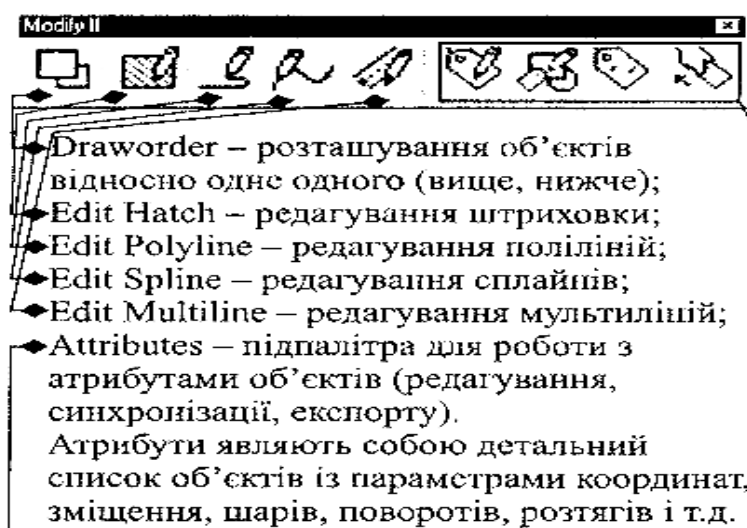 Modify II
Draworder – розташування об’єктів
відносно одне одного (вище, нижче);
Edit Hatch – редагування штриховки;
Edit Polyline – редагування поліліній;
Edit Spline – редагування сплайнів;
Edit Multiline – редагування мультиліній;
Attributes – підпалітра для роботи з
атрибутами об’єктів (редагування,
синхронізації, експорту).
Атрибути являють собою детальний
список об’єктів із параметрами координат,
зміщення, шарів, поворотів, розтягів і т.д.